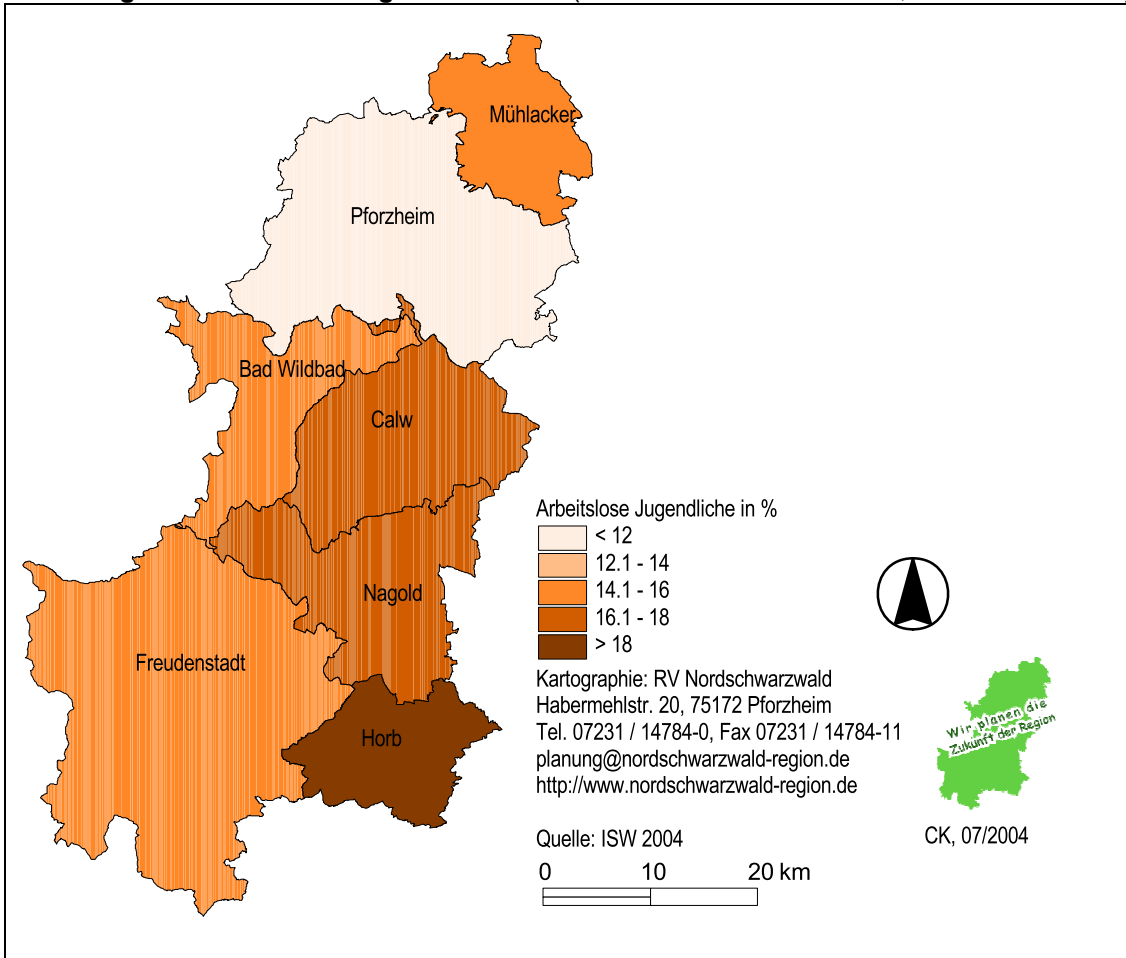 Mühlacker
Pforzheim
Bad Wildbad
Calw
Nagold
Freudenstadt
Horb
Arbeitslose Jugendliche in %
< 12
12.1 - 14
14.1 - 16
16.1 - 18
> 18
Kartographie: RV Nordschwarzwald
Habermehlstr. 20, 75172 Pforzheim
Tel. 07231 / 14784-0, Fax 07231 / 14784-11
planung@nordschwarzwald-region.de
http://www.nordschwarzwald-region.de
Wir planen die
Zukunft der Region
Quelle: ISW 2004
CK, 07/2004
0 10 20 km